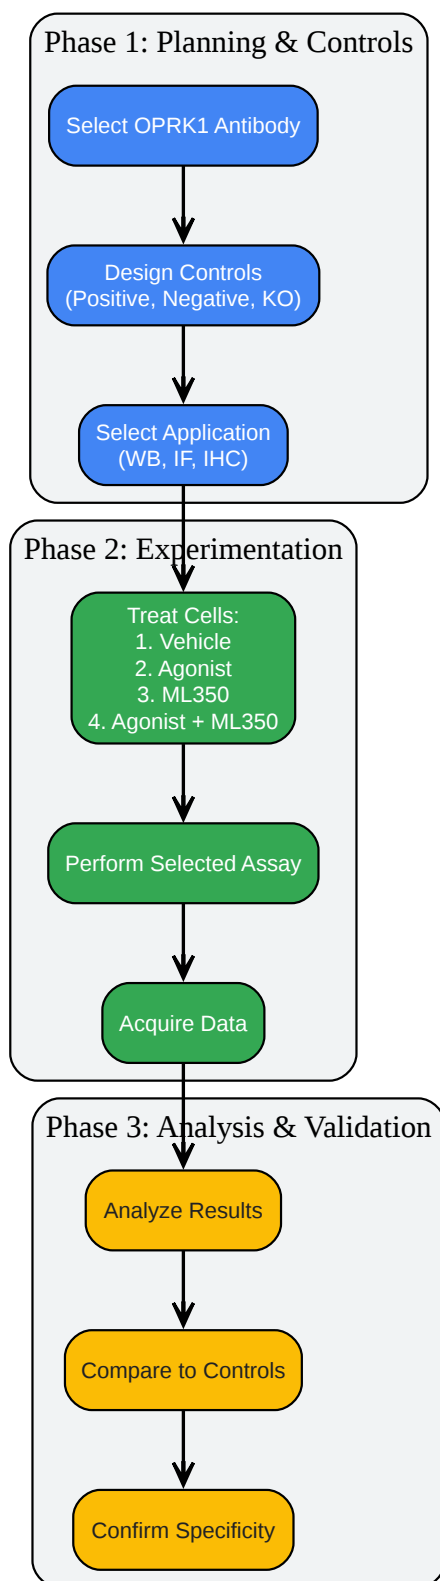 Phase 1: Planning & Controls
Select OPRK1 Antibody
Design Controls
(Positive, Negative, KO)
Select Application
(WB, IF, IHC)
Phase 2: Experimentation
Treat Cells:
1. Vehicle
2. Agonist
3. ML350
4. Agonist + ML350
Perform Selected Assay
Acquire Data
Phase 3: Analysis & Validation
Analyze Results
Compare to Controls
Confirm Specificity